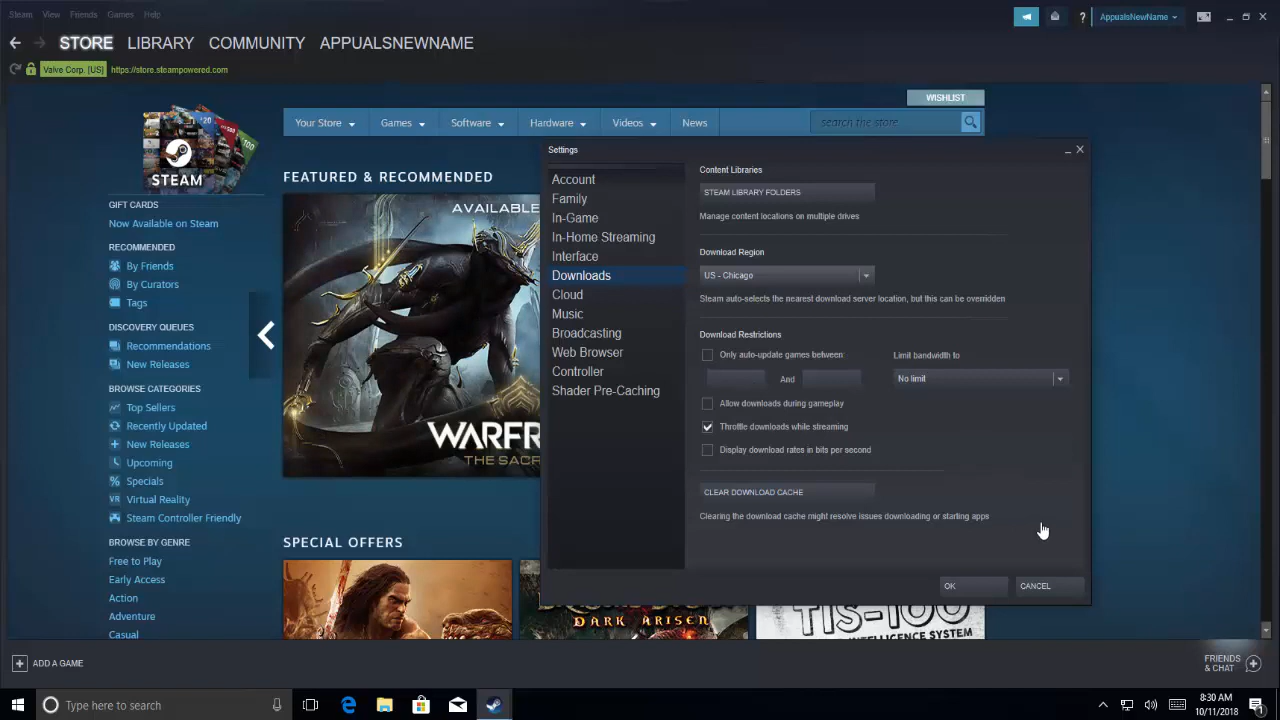 Steam View Friends Games Help
AppualsNewName
STORE LIBRARY COMMUNITY APPUALSNEWNAME
Valve Corp. [US] https://store.steampowered.com
WISHLIST
Your Store Games Software Hardware Videos News search the store
STEAM
$20
$100
GIFT CARDS
Now Available on Steam
RECOMMENDED
By Friends
By Curators
Tags
DISCOVERY QUEUES
Recommendations
New Releases
BROWSE CATEGORIES
Top Sellers
Recently Updated
New Releases
Upcoming
Specials
VR Virtual Reality
Steam Controller Friendly
BROWSE BY GENRE
Free to Play
Early Access
Action
Adventure
Casual
FEATURED & RECOMMENDED
AVAILABLE
WARFR
THE SACR
SPECIAL OFFERS
DARK ARISEN
TIS-100
INTELLIGENCE SYSTEM
Settings
Account
Family
In-Game
In-Home Streaming
Interface
Downloads
Cloud
Music
Broadcasting
Web Browser
Controller
Shader Pre-Caching
Content Libraries
STEAM LIBRARY FOLDERS
Manage content locations on multiple drives
Download Region
US - Chicago
Steam auto-selects the nearest download server location, but this can be overridden
Download Restrictions
Only auto-update games between: Limit bandwidth to
And No limit
Allow downloads during gameplay
Throttle downloads while streaming
Display download rates in bits per second
CLEAR DOWNLOAD CACHE
Clearing the download cache might resolve issues downloading or starting apps
OK CANCEL
ADD A GAME
FRIENDS
& CHAT
Type here to search
8:30 AM
10/11/2018
1